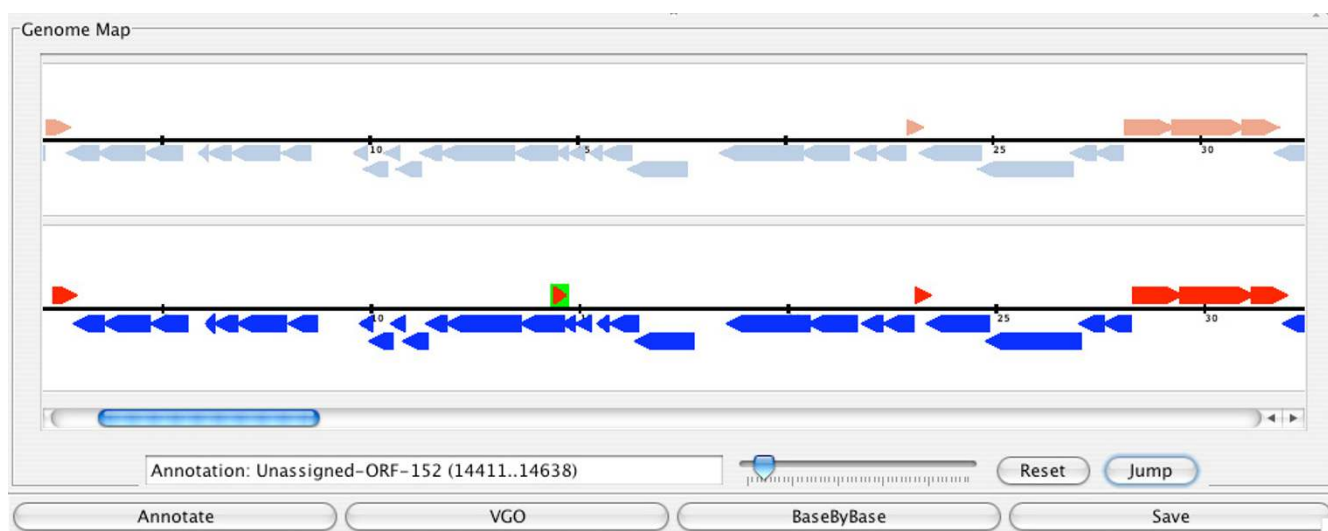 Genome Map
10
5
25
30
10
1
25
30
Annotation: Unassigned-ORF-152 (14411..14638)
Reset
Jump
Annotate
VGO
BaseByBase
Save